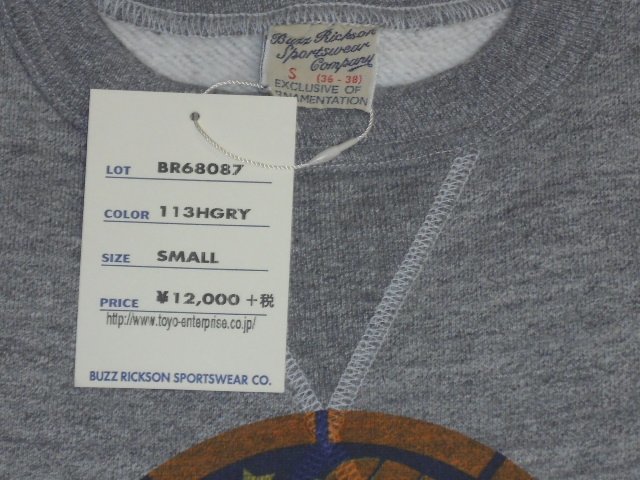 Buzz Rickson
Sportswear
Company
S (36-38)
EXCLUSIVE OF
ORNAMENTATION
LOT BR68087
COLOR 113HGRY
SIZE SMALL
PRICE ¥12,000+税
http://www.toyo-enterprise.co.jp/
BUZZ RICKSON SPORTSWEAR CO.